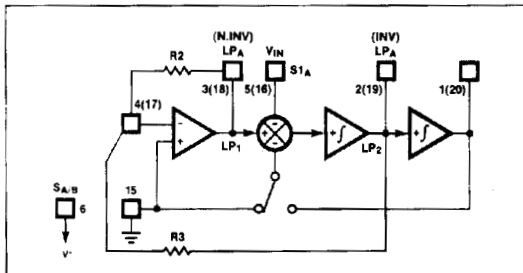 (N.INV)
LPA
VIN
(INV)
LPA
R2
S1A
3(18)
5(16)
2(19)
1(20)
4(17)
−
+
LP1
+
−
−
+∫
LP2
+∫
SA/B
6
V-
15
R3